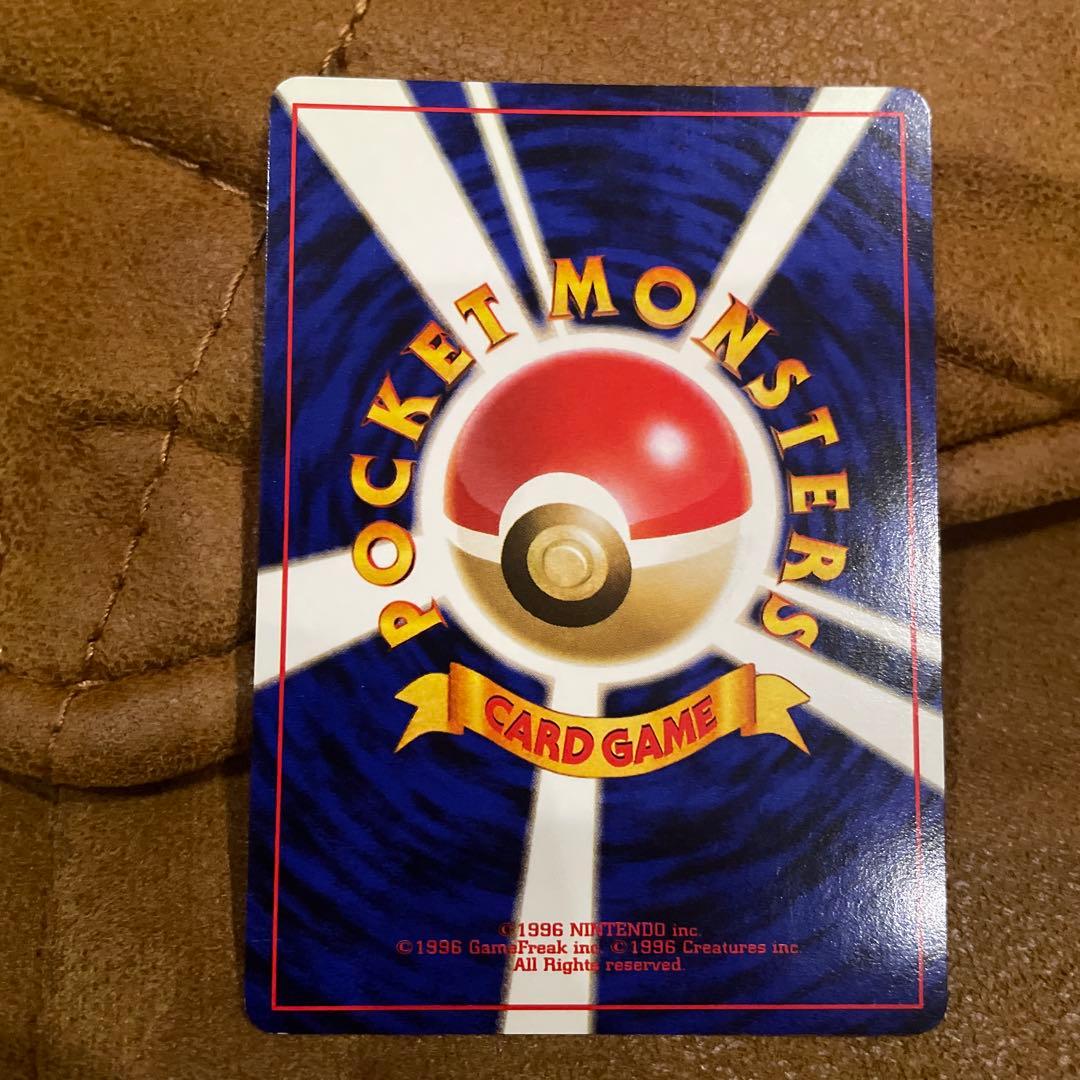 POCKET MONSTERS
CARD GAME
©1996 NINTENDO inc.
©1996 GameFreak inc. ©1996 Creatures inc.
All Rights reserved.